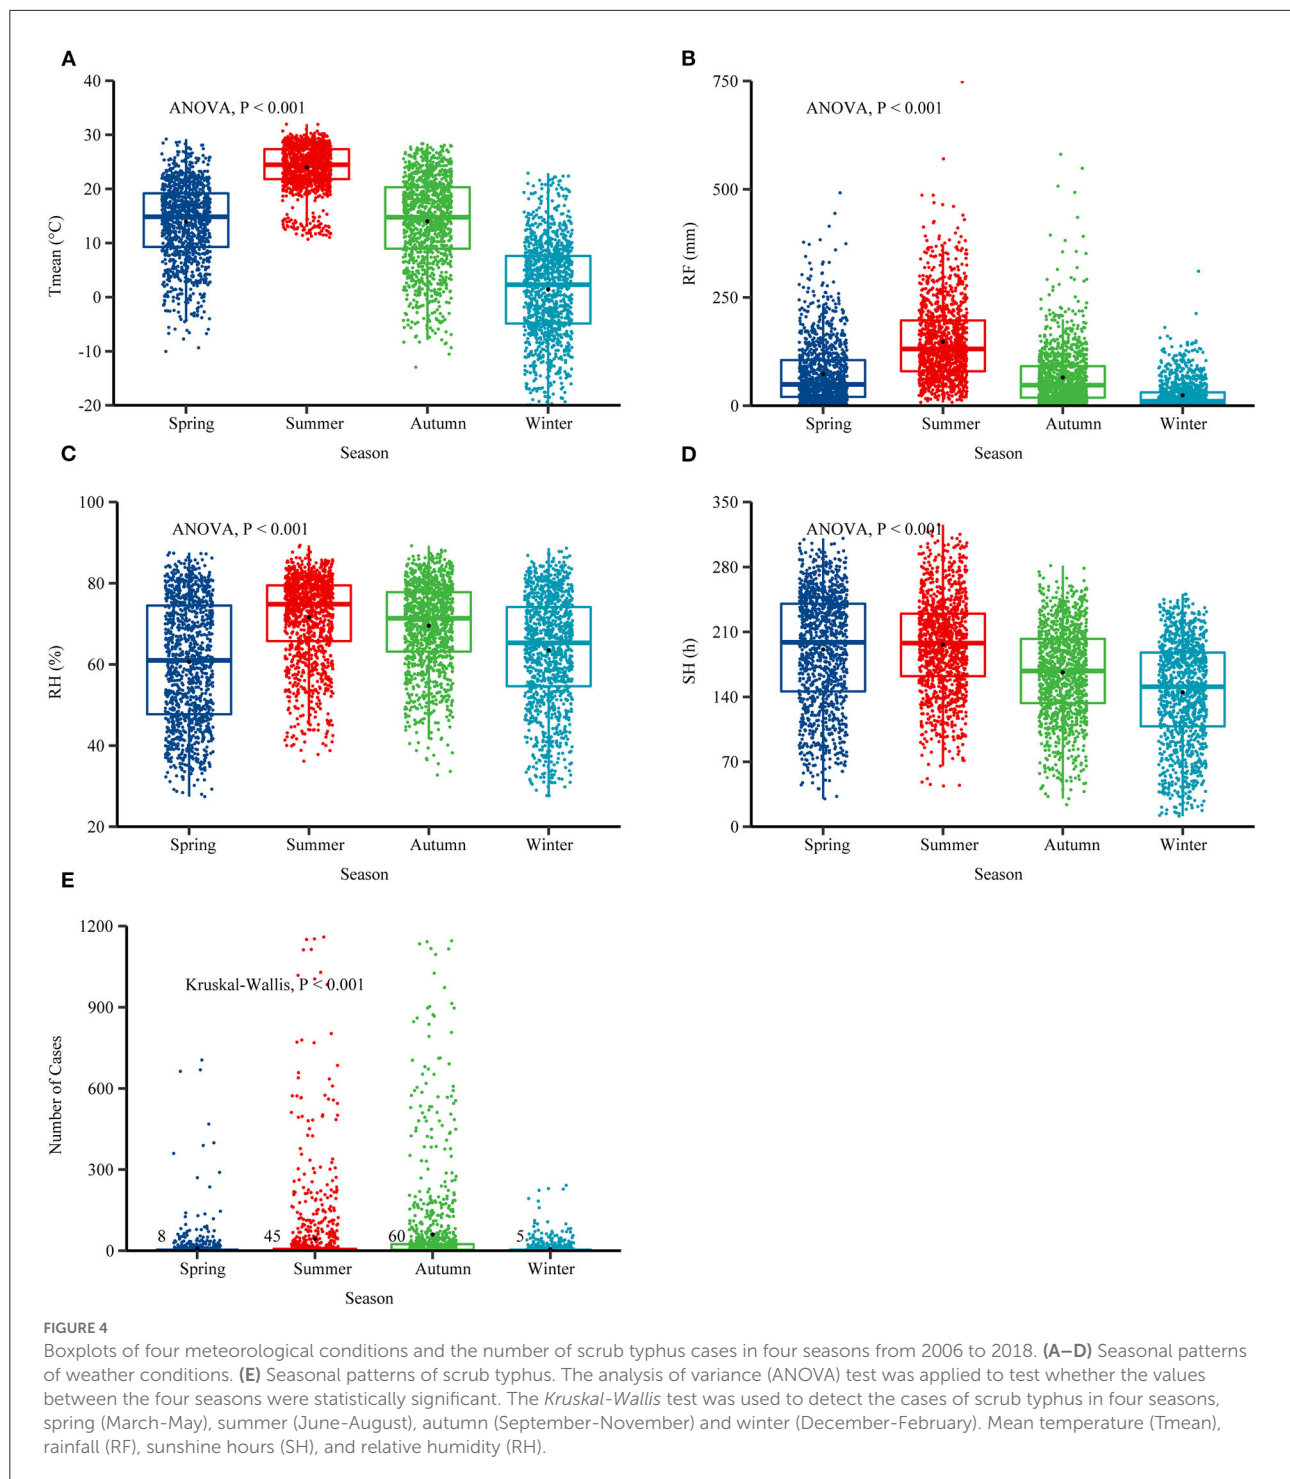 A
40
30
20
10
0
-10
-20
Tmean (°C)
ANOVA, P < 0.001
Spring Summer Autumn Winter
Season
B
750
500
250
0
RF (mm)
ANOVA, P < 0.001
Spring Summer Autumn Winter
Season
C
100
80
60
40
20
RH (%)
ANOVA, P < 0.001
Spring Summer Autumn Winter
Season
D
350
280
210
140
70
0
SH (h)
ANOVA, P < 0.001
Spring Summer Autumn Winter
Season
E
1200
900
600
300
0
Number of Cases
Kruskal-Wallis, P < 0.001
8 45 60 5
Spring Summer Autumn Winter
Season
FIGURE 4
Boxplots of four meteorological conditions and the number of scrub typhus cases in four seasons from 2006 to 2018. (A–D) Seasonal patterns
of weather conditions. (E) Seasonal patterns of scrub typhus. The analysis of variance (ANOVA) test was applied to test whether the values
between the four seasons were statistically significant. The Kruskal-Wallis test was used to detect the cases of scrub typhus in four seasons,
spring (March-May), summer (June-August), autumn (September-November) and winter (December-February). Mean temperature (Tmean),
rainfall (RF), sunshine hours (SH), and relative humidity (RH).